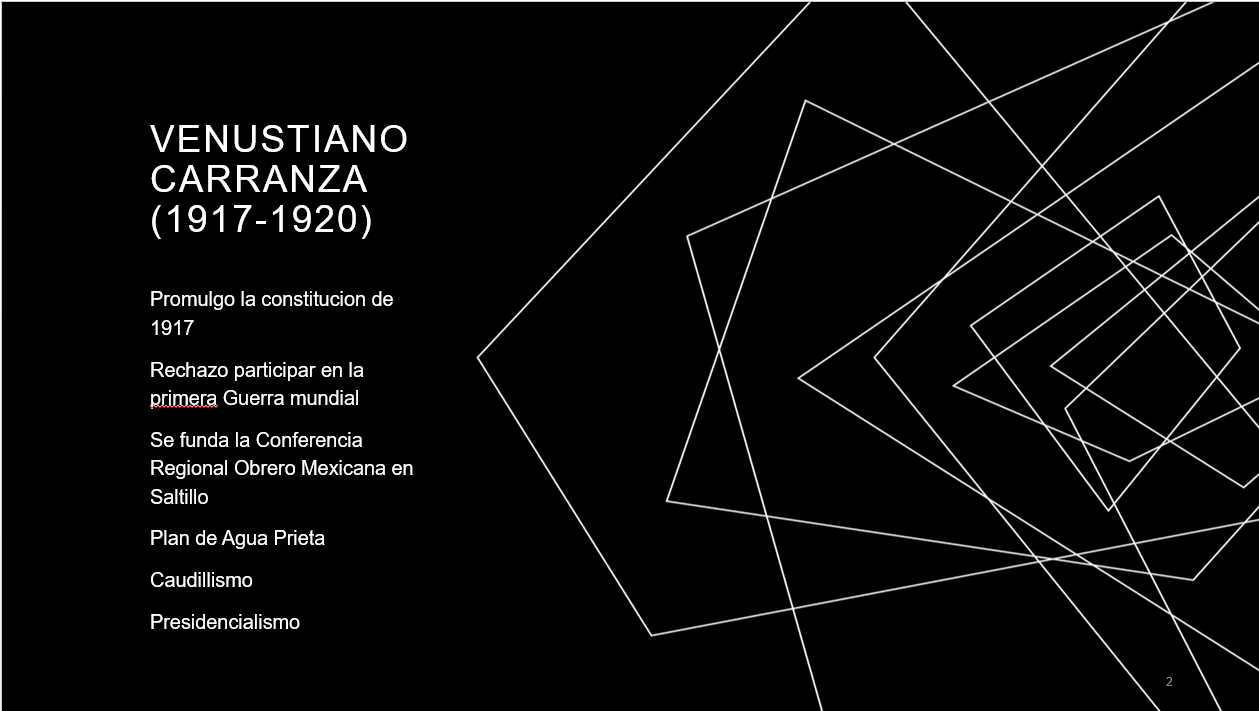 VENUSTIANO
CARRANZA
(1917-1920)
Promulgo la constitucion de
1917
Rechazo participar en la
primera Guerra mundial
Se funda la Conferencia
Regional Obrero Mexicana en
Saltillo
Plan de Agua Prieta
Caudillismo
Presidencialismo
2